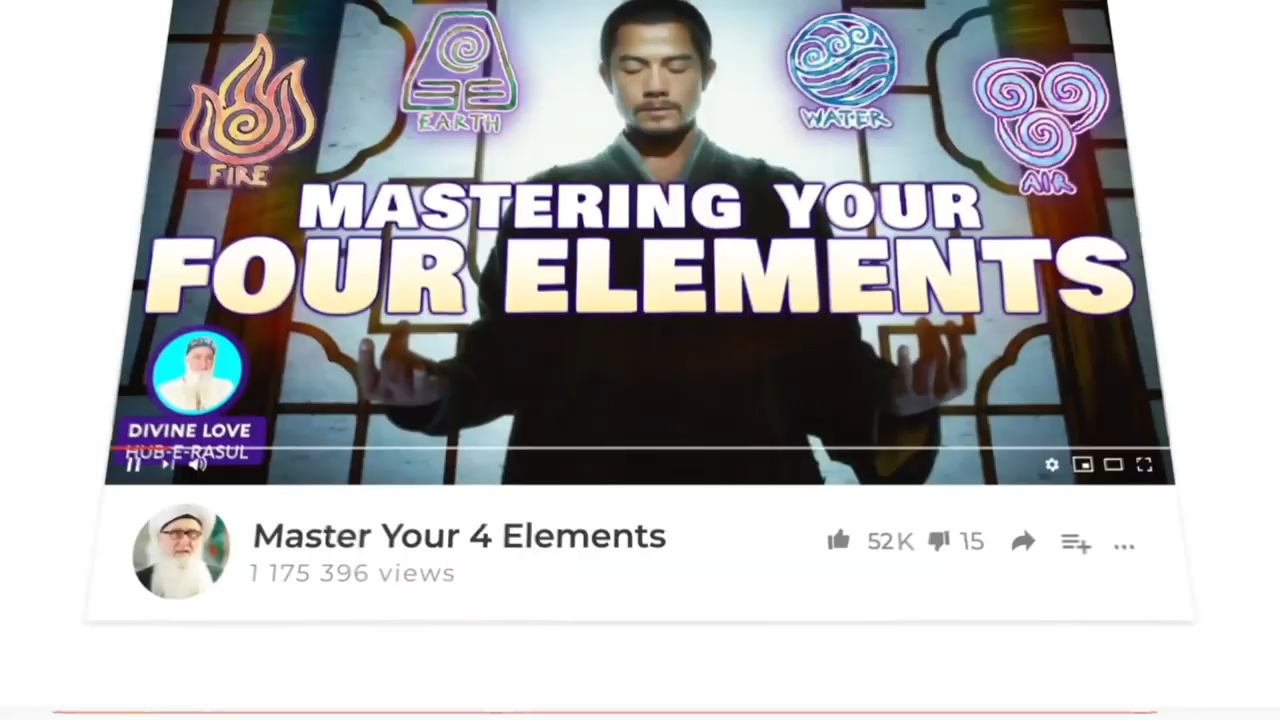 EARTH
WATER
FIRE
AIR
MASTERING YOUR
FOUR ELEMENTS
DIVINE LOVE
HUB-E-RASUL
Master Your 4 Elements
52K
15
1 175 396 views